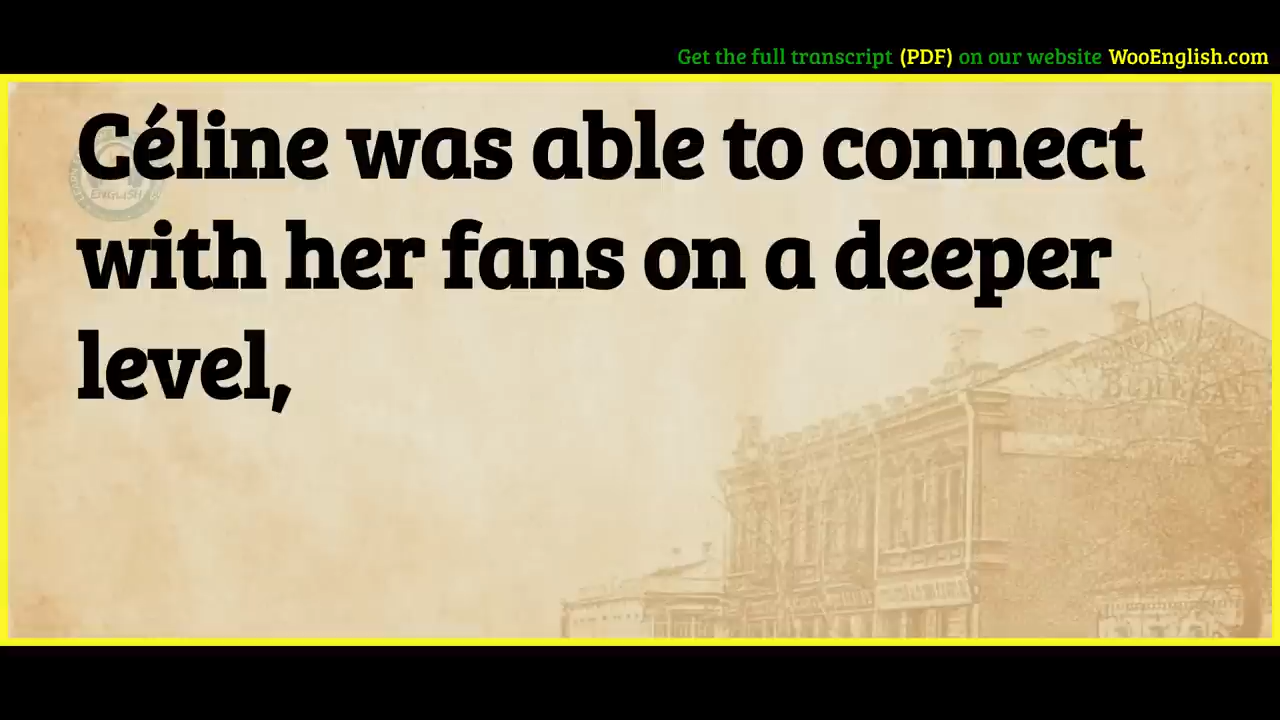 Get the full transcript (PDF) on our website WooEnglish.com
Céline was able to connect
with her fans on a deeper
level,
ENGLISH